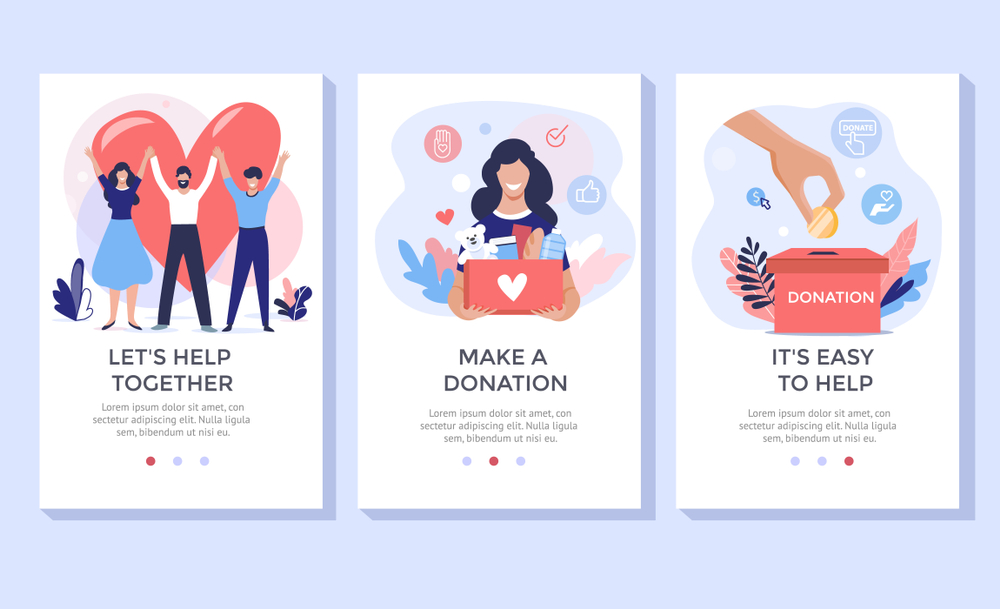 LET'S HELP
TOGETHER
Lorem ipsum dolor sit amet, con
sectetur adipiscing elit. Nulla ligula
sem, bibendum ut nisi eu.
MAKE A
DONATION
Lorem ipsum dolor sit amet, con
sectetur adipiscing elit. Nulla ligula
sem, bibendum ut nisi eu.
DONATE
$
DONATION
IT'S EASY
TO HELP
Lorem ipsum dolor sit amet, con
sectetur adipiscing elit. Nulla ligula
sem, bibendum ut nisi eu.